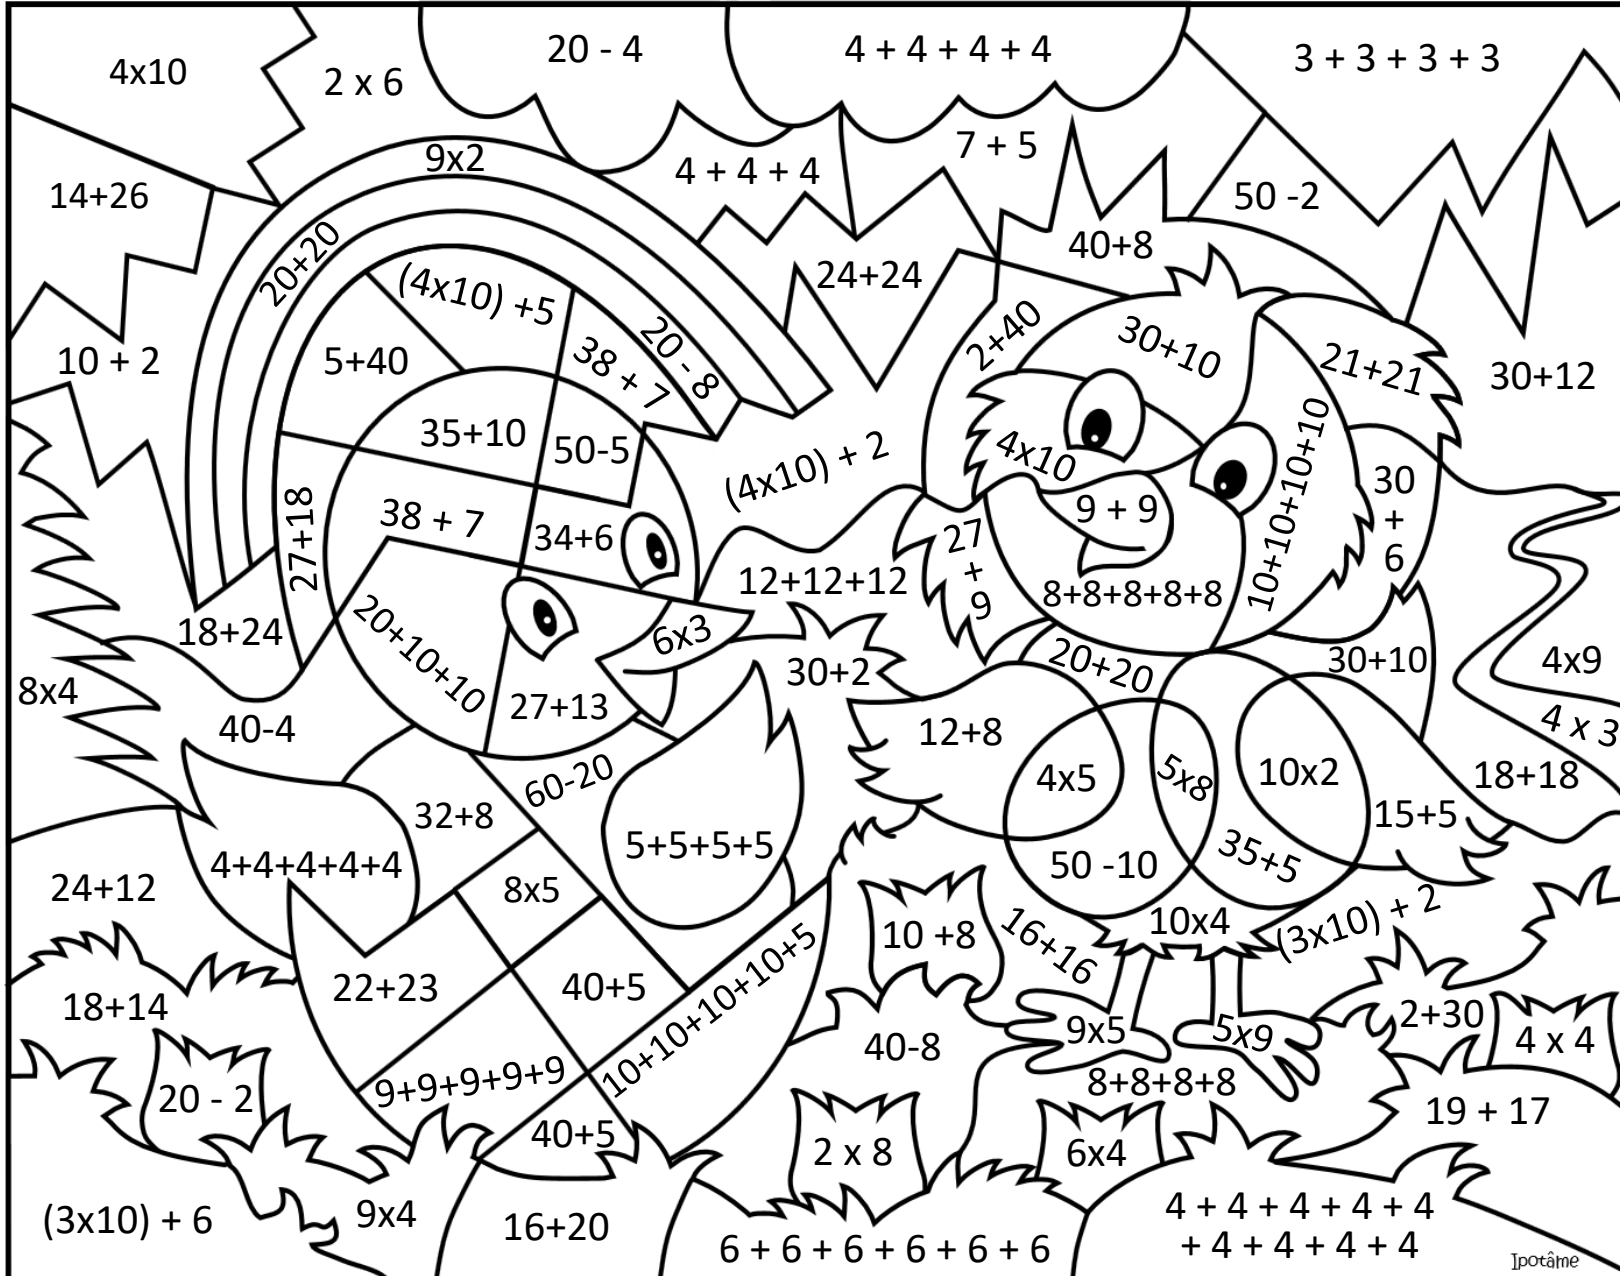 4x10
2 x 6
20 - 4
4 + 4 + 4 + 4
3 + 3 + 3 + 3
9x2
4 + 4 + 4
7 + 5
14+26
50 -2
20+20
40+8
(4x10) +5
24+24
10 + 2
5+40
38 + 7
20 - 8
2+40
30+10
21+21
30+12
35+10
50-5
(4x10) + 2
4x10
10+10+10+10
30
+
6
27+18
38 + 7
34+6
9 + 9
27
+
9
12+12+12
8+8+8+8+8
18+24
20+10+10
6x3
30+2
20+20
30+10
4x9
8x4
40-4
27+13
12+8
4 x 3
60-20
4x5
5x8
10x2
18+18
32+8
15+5
4+4+4+4+4
5+5+5+5
50 -10
35+5
24+12
8x5
10 +8
16+16
10x4
(3x10) + 2
18+14
22+23
40+5
10+10+10+10+5
40-8
9x5
5x9
2+30
4 x 4
20 - 2
9+9+9+9+9
8+8+8+8
19 + 17
40+5
2 x 8
6x4
(3x10) + 6
9x4
16+20
6 + 6 + 6 + 6 + 6 + 6
4 + 4 + 4 + 4 + 4
+ 4 + 4 + 4 + 4
Ipotâme